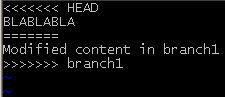 <<<<<<< HEAD
BLABLABLA
=======
Modified content in branch1
>>>>>>> branch1
~
~